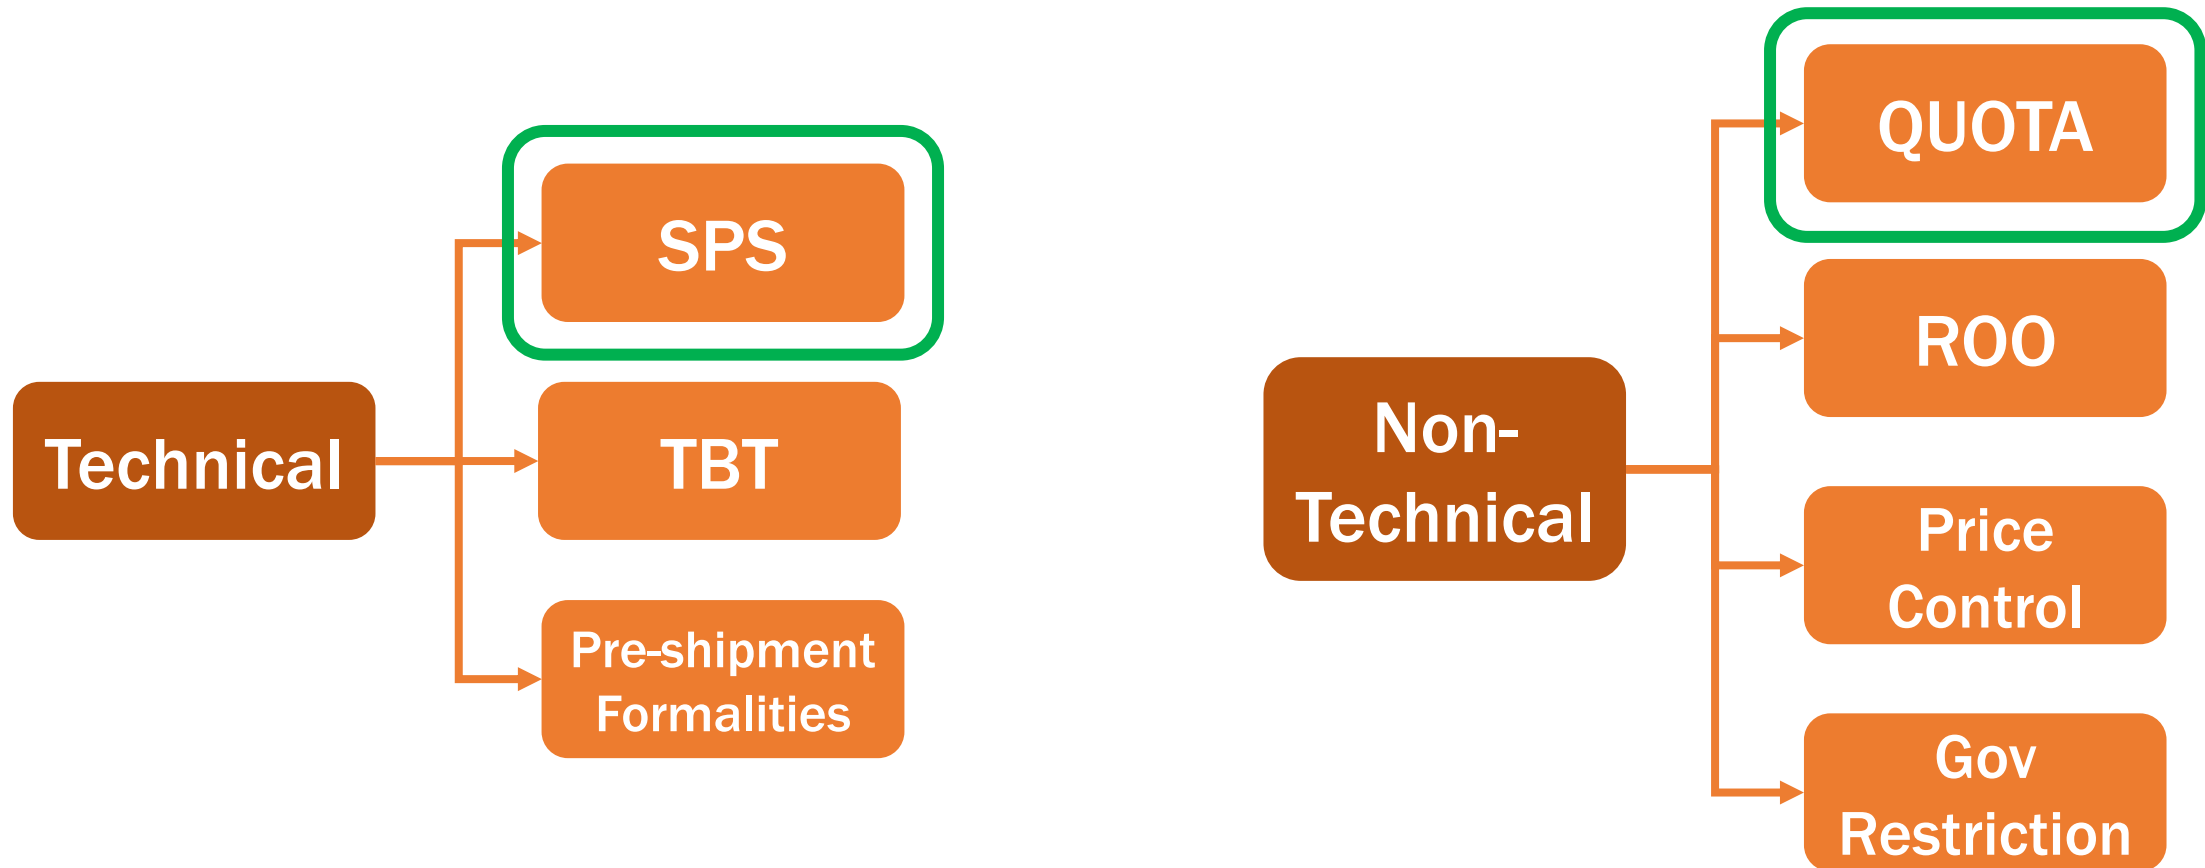 Technical
SPS
TBT
Pre-shipment
Formalities
Non-
Technical
QUOTA
ROO
Price
Control
Gov
Restriction